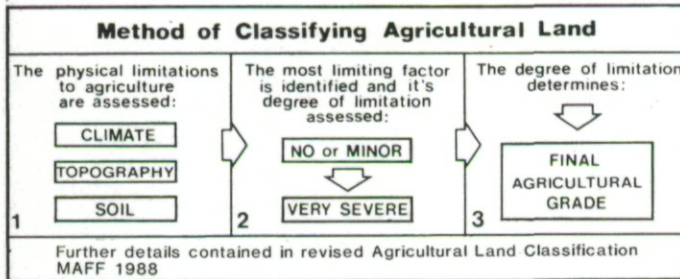 Method of Classifying Agricultural Land
The physical limitations
to agriculture
are assessed:
CLIMATE
TOPOGRAPHY
SOIL
1
The most limiting factor
is identified and it's
degree of limitation
assessed:
NO or MINOR
VERY SEVERE
2
The degree of limitation
determines:
FINAL
AGRICULTURAL
GRADE
3
Further details contained in revised Agricultural Land Classification
MAFF 1988